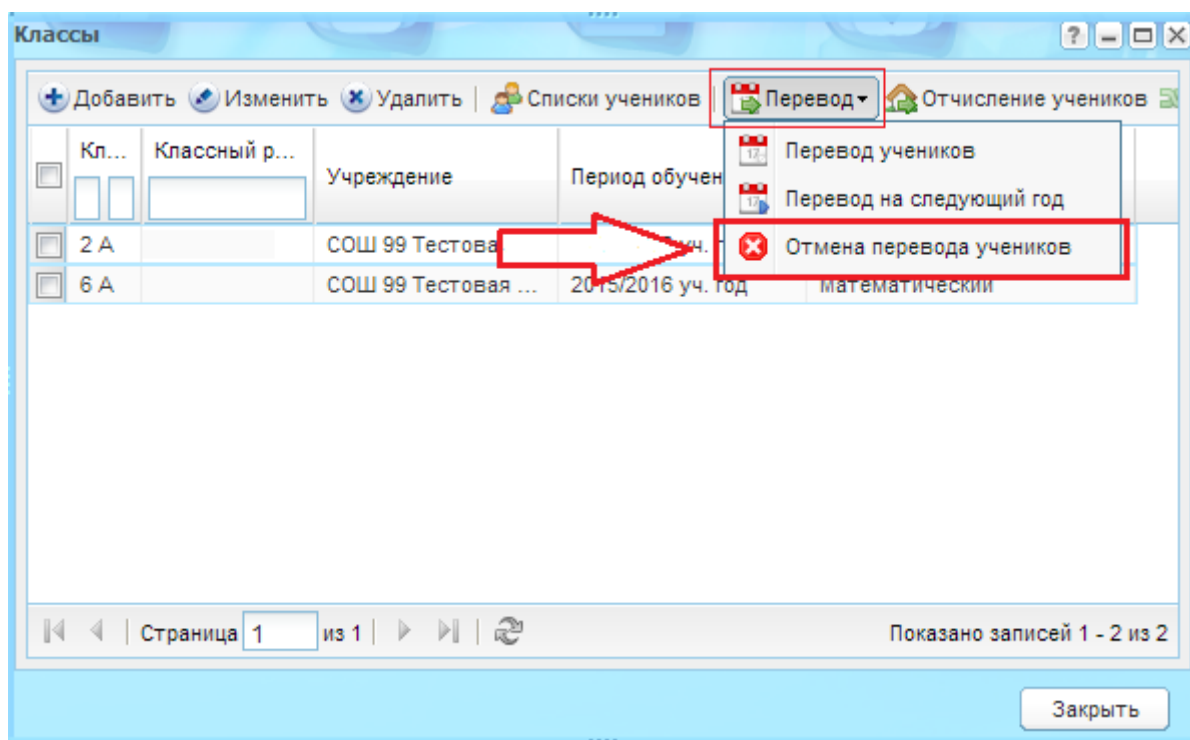 Классы
Добавить Изменить Удалить Списки учеников Перевод Отчисление учеников
Кл... Классный р... Учреждение Период обучен
Перевод учеников
Перевод на следующий год
Отмена перевода учеников
2 А СОШ 99 Тестова уч.
6 А СОШ 99 Тестовая ... 2015/2016 уч. год Математический
Страница 1 из 1 Показано записей 1 - 2 из 2
Закрыть